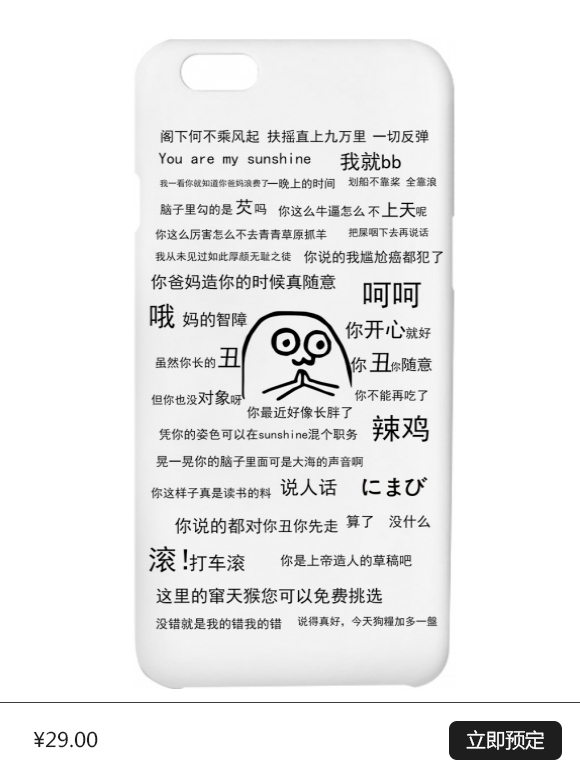 阁下何不乘风起 扶摇直上九万里 一切反弹
You are my sunshine 我就bb
我一看你就知道你爸妈浪费了一晚上的时间 划船不靠桨 全靠浪
脑子里勾的是芡吗 你这么牛逼怎么不上天呢
你这么厉害怎么不去青青草原抓羊 把屎咽下去再说话
我从未见过如此厚颜无耻之徒 你说的我尴尬癌都犯了
你爸妈造你的时候真随意 呵呵
哦 妈的智障 你开心就好
虽然你长的丑 你丑你随意
但你也没对象呀 你不能再吃了
你最近好像长胖了
凭你的姿色可以在sunshine混个职务 辣鸡
晃一晃你的脑子里面可是大海的声音啊
你这样子真是读书的料 说人话 にまび
你说的都对你丑你先走 算了 没什么
滚!打车滚 你是上帝造人的草稿吧
这里的窜天猴您可以免费挑选
没错就是我的错我的错 说得真好，今天狗糧加多一盤
¥29.00 立即预定